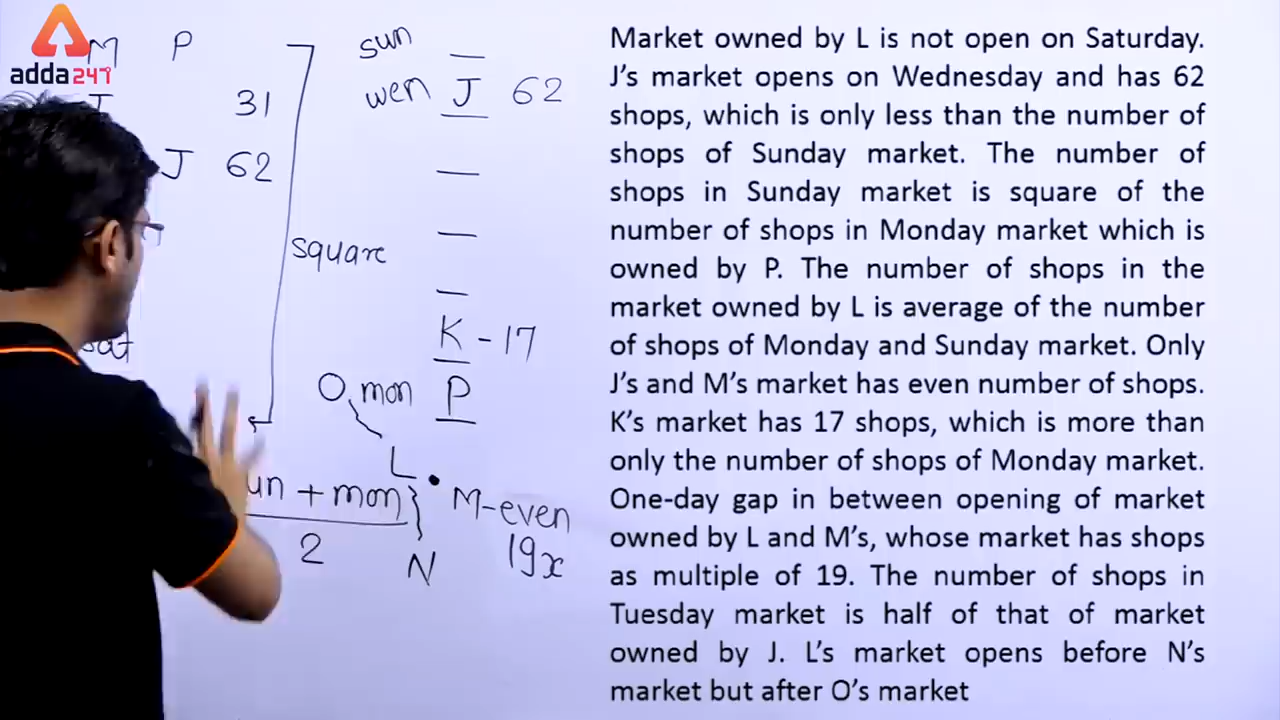 adda247
M P
T 31
J 62
sat
square
un + mon
2
sun
wen J 62
K - 17
O mon P
L
M-even
N 19x
Market owned by L is not open on Saturday.
J's market opens on Wednesday and has 62
shops, which is only less than the number of
shops of Sunday market. The number of
shops in Sunday market is square of the
number of shops in Monday market which is
owned by P. The number of shops in the
market owned by L is average of the number
of shops of Monday and Sunday market. Only
J's and M's market has even number of shops.
K's market has 17 shops, which is more than
only the number of shops of Monday market.
One-day gap in between opening of market
owned by L and M's, whose market has shops
as multiple of 19. The number of shops in
Tuesday market is half of that of market
owned by J. L's market opens before N's
market but after O's market